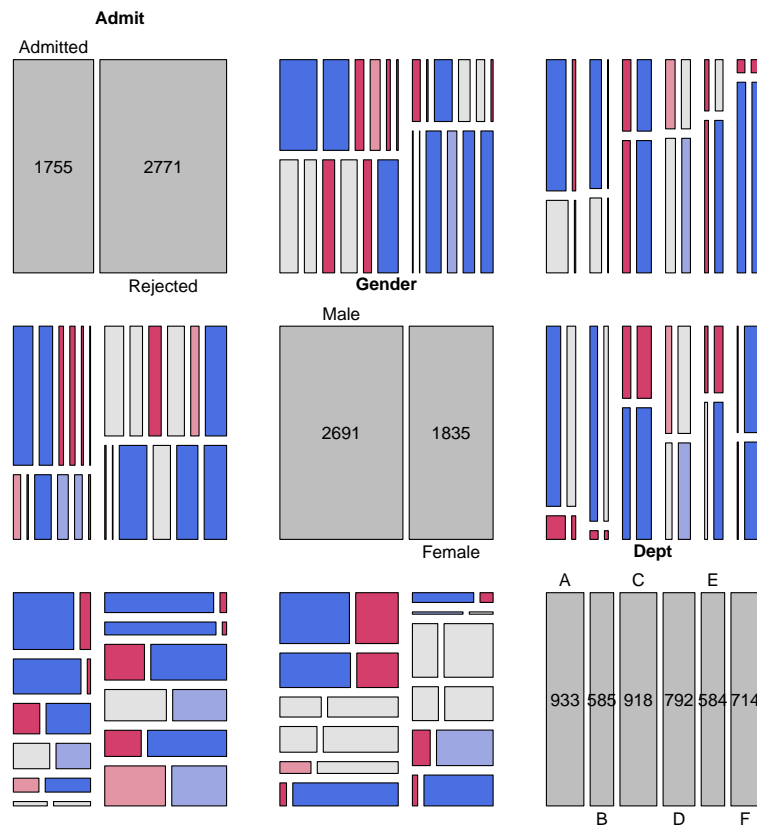 Admit
Admitted
1755 2771
Rejected
Gender
Male
2691 1835
Female
Dept
A C E
933 585 918 792 584 714
B D F